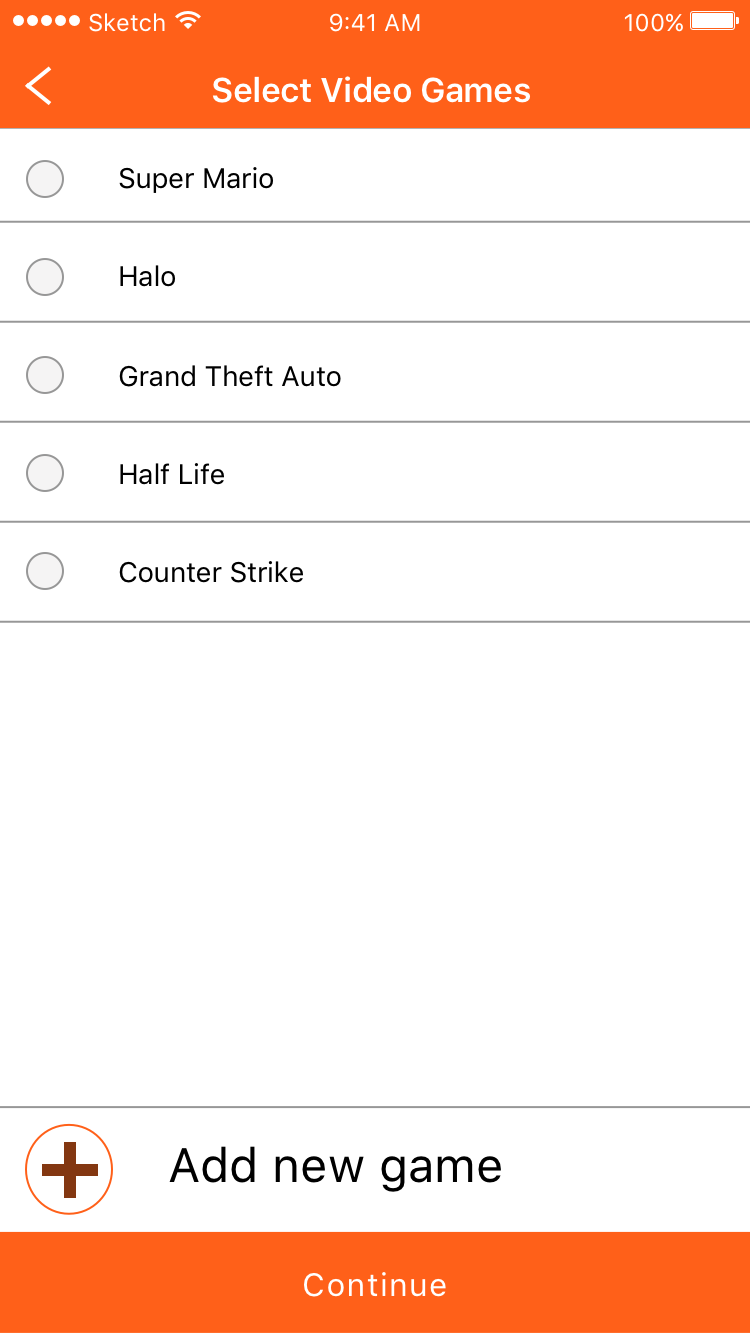 Sketch 9:41 AM 100%
Select Video Games
Super Mario
Halo
Grand Theft Auto
Half Life
Counter Strike
Add new game
Continue